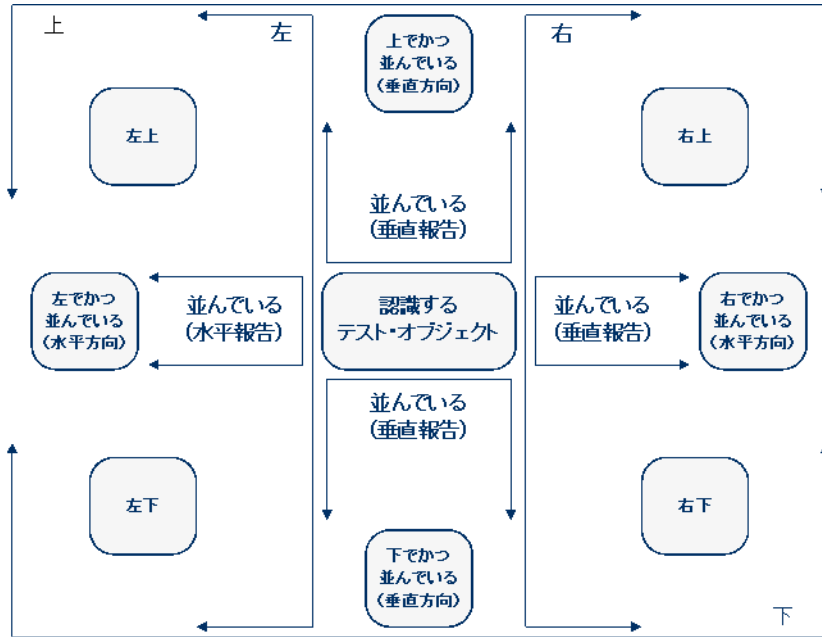 上
左
右
上でかつ
並んでいる
(垂直方向)
左上
右上
並んでいる
(垂直報告)
左でかつ
並んでいる
(水平方向)
並んでいる
(水平報告)
認識する
テスト・オブジェクト
並んでいる
(垂直報告)
右でかつ
並んでいる
(水平方向)
並んでいる
(垂直報告)
左下
右下
下でかつ
並んでいる
(垂直方向)
下